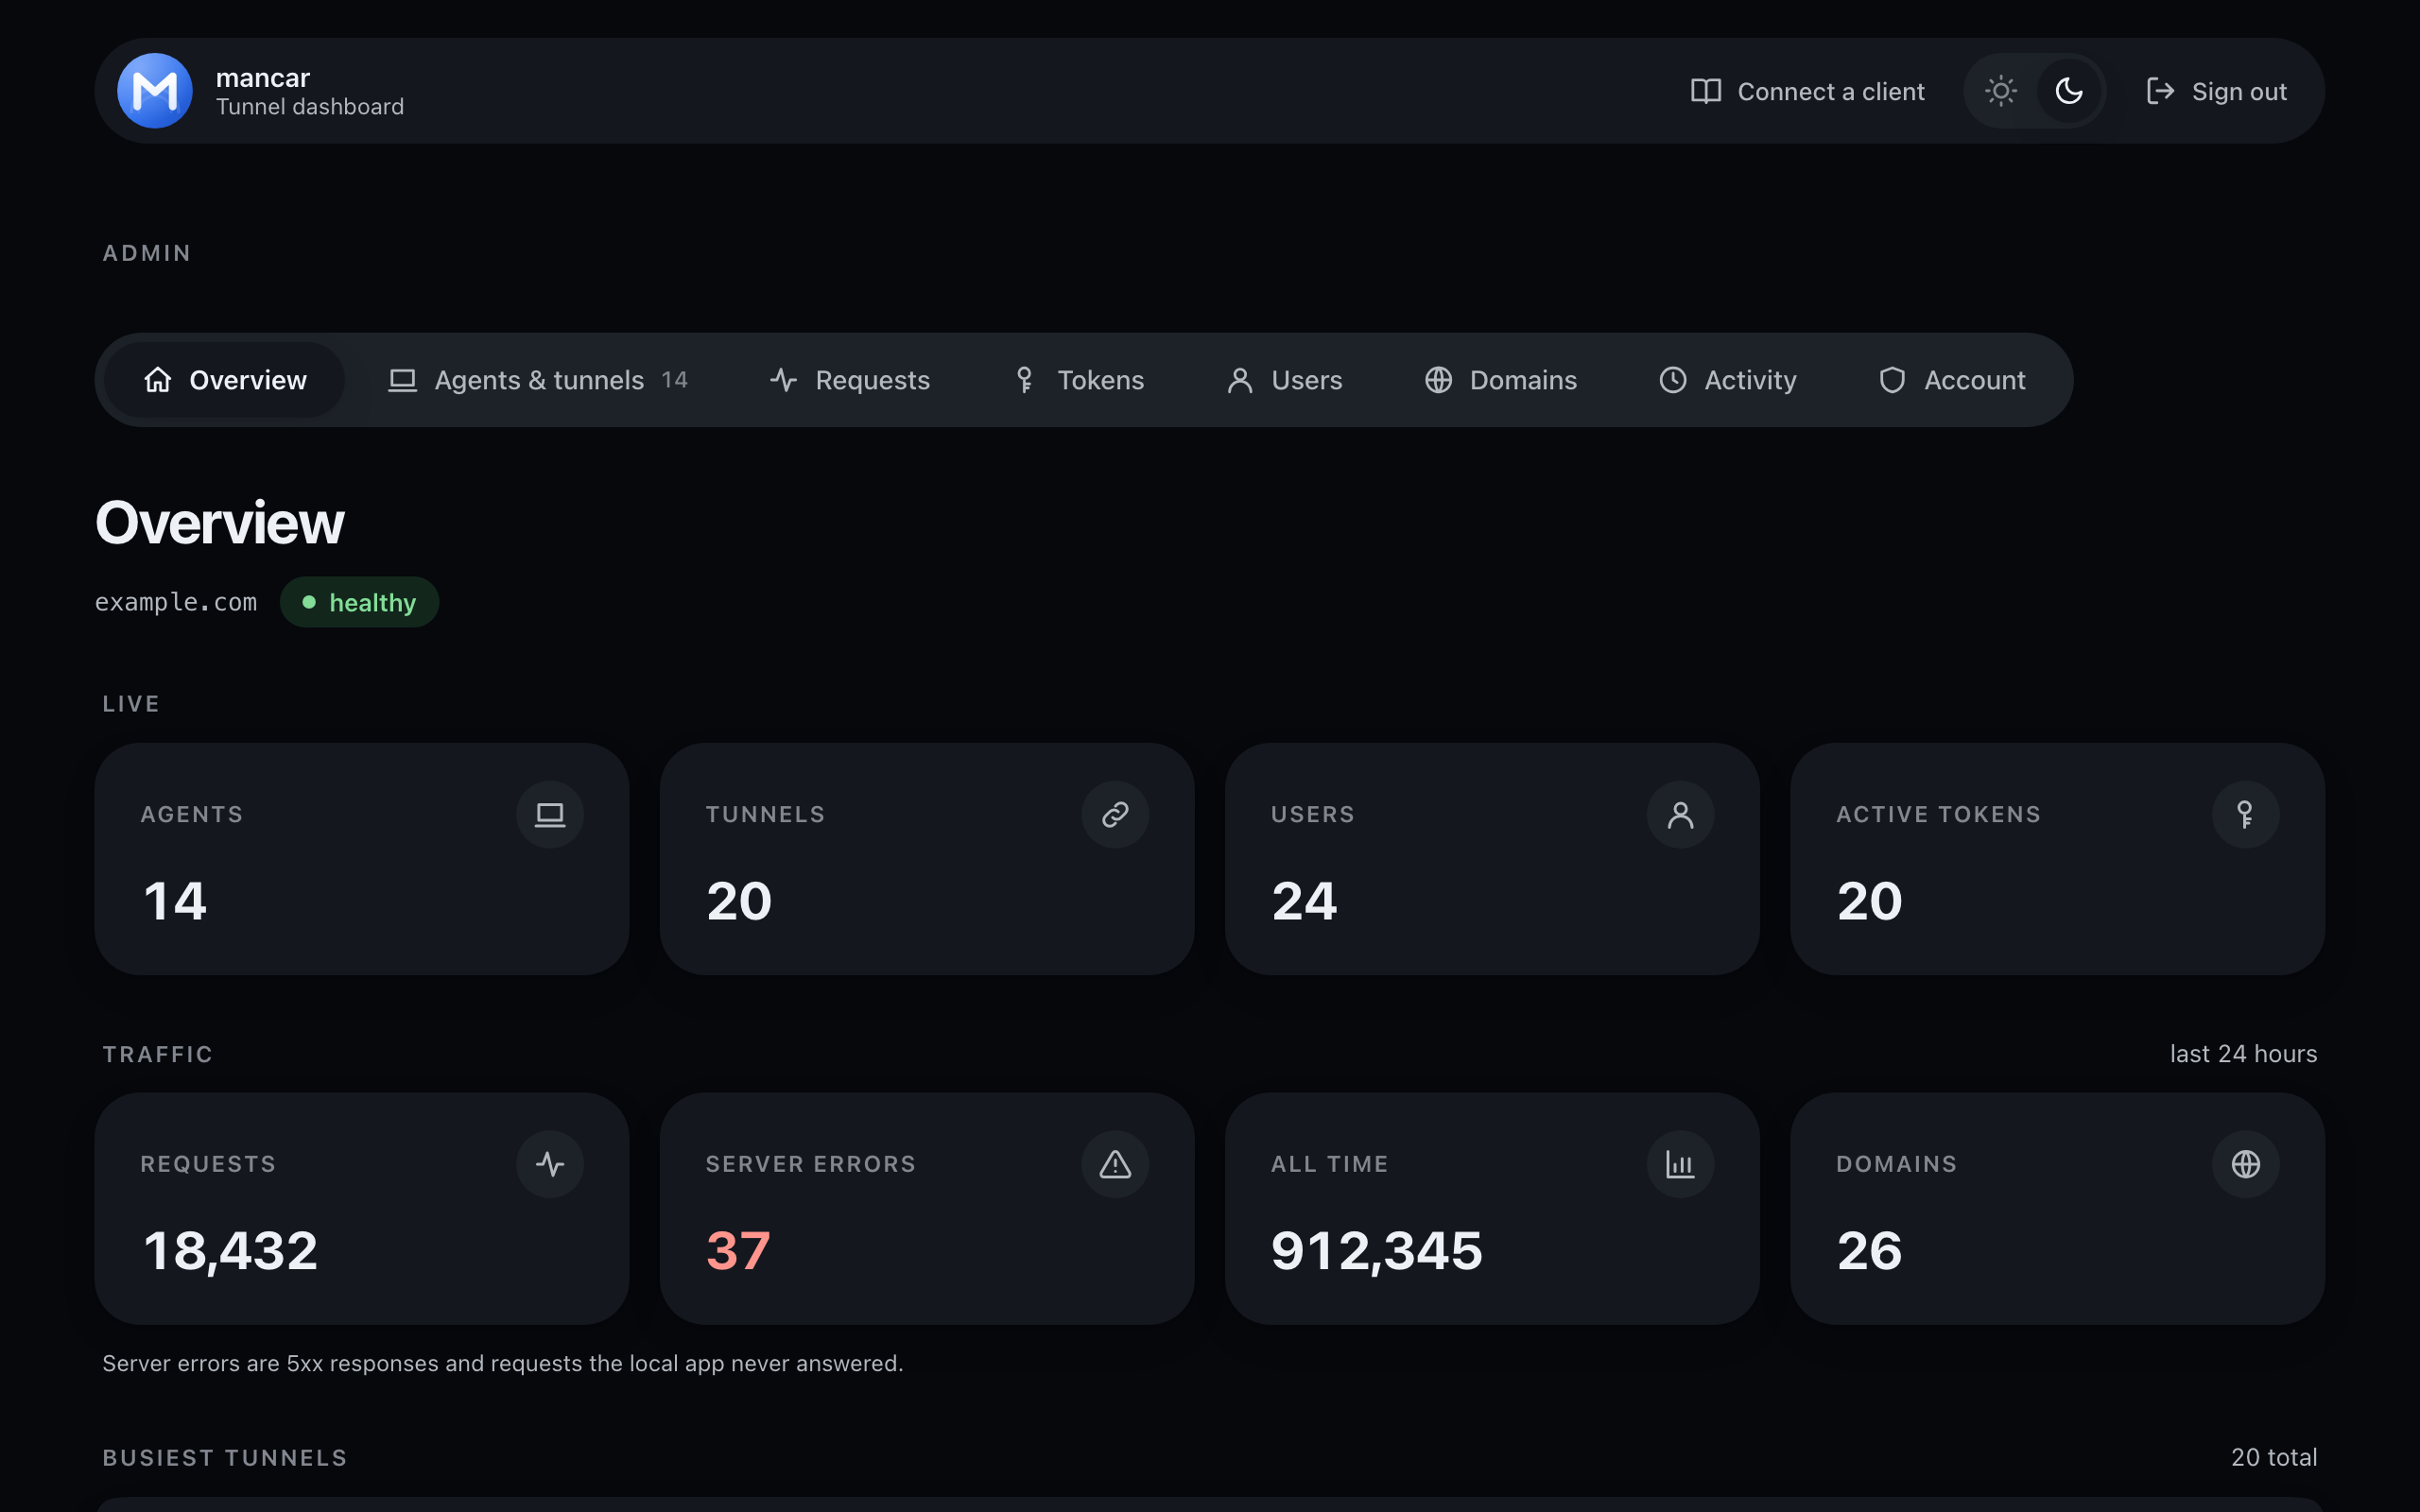 M
mancar
Tunnel dashboard
Connect a client
Sign out
ADMIN
Overview
Agents & tunnels 14
Requests
Tokens
Users
Domains
Activity
Account
Overview
example.com
healthy
LIVE
AGENTS
TUNNELS
USERS
ACTIVE TOKENS
14
20
24
20
TRAFFIC
last 24 hours
REQUESTS
SERVER ERRORS
ALL TIME
DOMAINS
18,432
37
912,345
26
Server errors are 5xx responses and requests the local app never answered.
BUSIEST TUNNELS
20 total